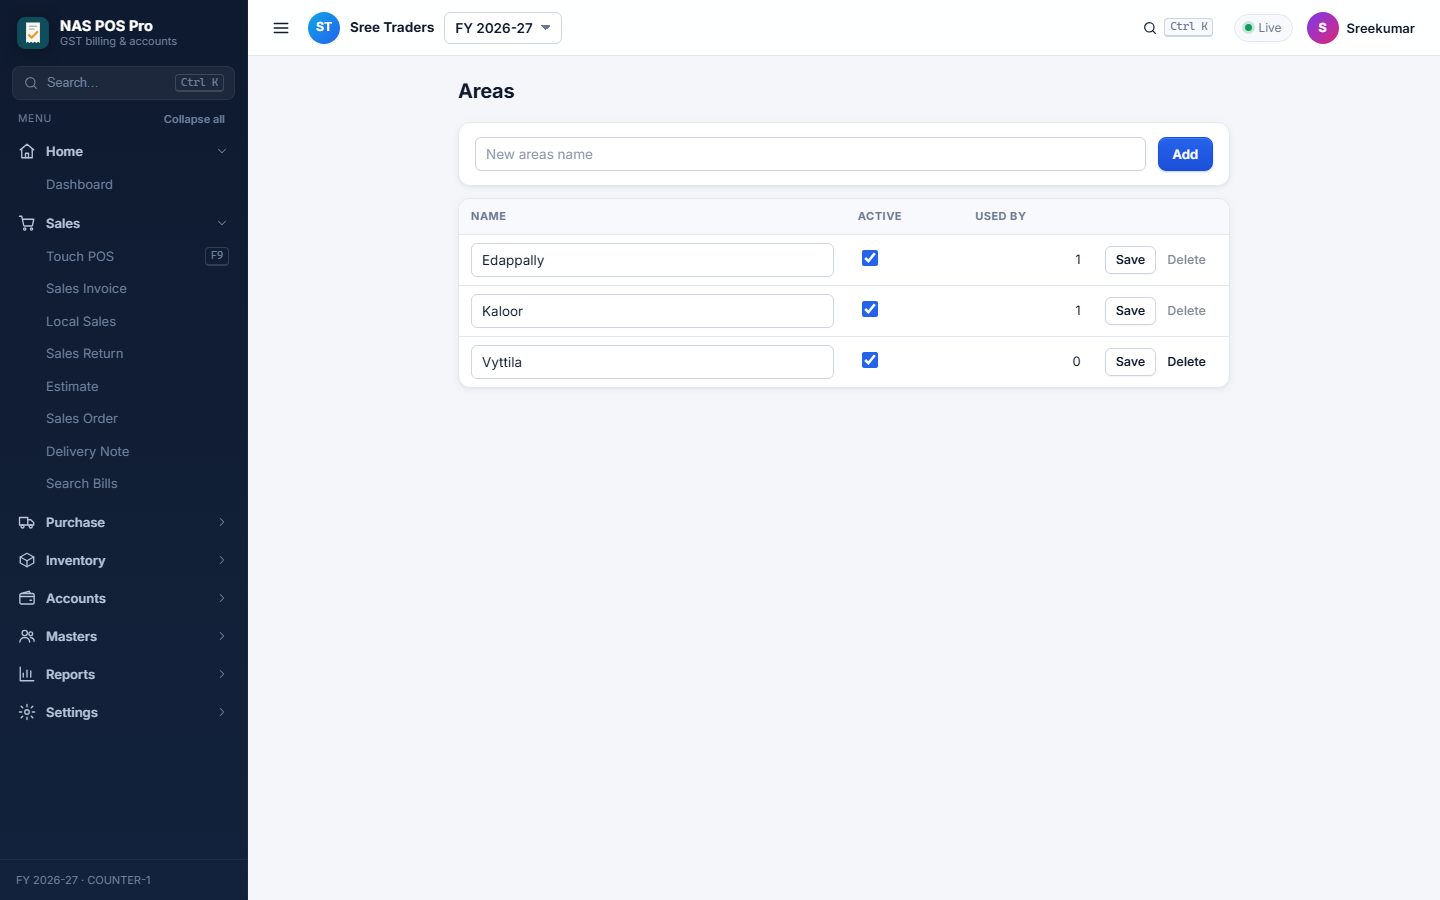 NAS POS Pro
GST billing & accounts
Search... Ctrl K
MENU Collapse all
Home
Dashboard
Sales
Touch POS F9
Sales Invoice
Local Sales
Sales Return
Estimate
Sales Order
Delivery Note
Search Bills
Purchase
Inventory
Accounts
Masters
Reports
Settings
FY 2026-27 · COUNTER-1
ST Sree Traders FY 2026-27 Ctrl K Live S Sreekumar
Areas
New areas name Add
NAME ACTIVE USED BY
Edappally 1 Save Delete
Kaloor 1 Save Delete
Vyttila 0 Save Delete